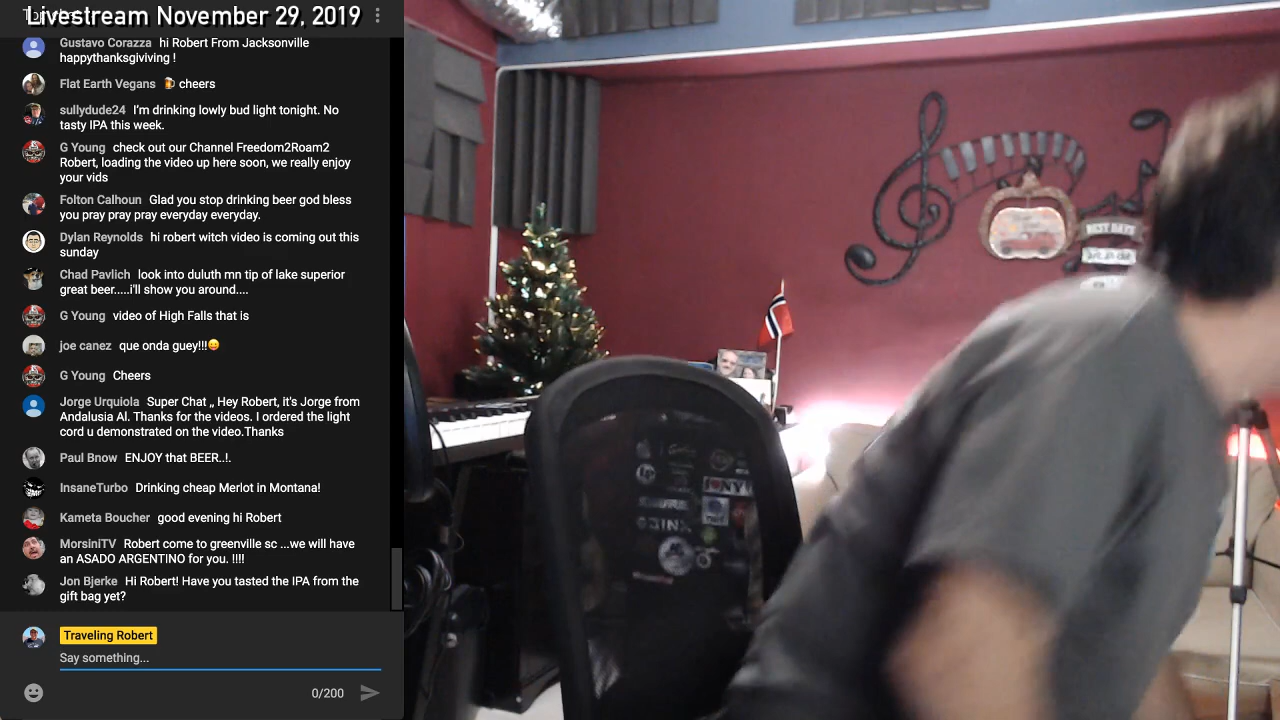 Livestream November 29, 2019
Gustavo Corazza hi Robert From Jacksonville
happythanksgiviving !
Flat Earth Vegans 🍺 cheers
sullydude24 I'm drinking lowly bud light tonight. No
tasty IPA this week.
G Young check out our Channel Freedom2Roam2
Robert, loading the video up here soon, we really enjoy
your vids
Folton Calhoun Glad you stop drinking beer god bless
you pray pray pray everyday everyday.
Dylan Reynolds hi robert witch video is coming out this
sunday
Chad Pavlich look into duluth mn tip of lake superior
great beer.....i'll show you around....
G Young video of High Falls that is
joe canez que onda guey!!!😛
G Young Cheers
Jorge Urquiola Super Chat ,, Hey Robert, it's Jorge from
Andalusia Al. Thanks for the videos. I ordered the light
cord u demonstrated on the video.Thanks
Paul Bnow ENJOY that BEER..!.
InsaneTurbo Drinking cheap Merlot in Montana!
Kameta Boucher good evening hi Robert
MorsiniTV Robert come to greenville sc ...we will have
an ASADO ARGENTINO for you. !!!!
Jon Bjerke Hi Robert! Have you tasted the IPA from the
gift bag yet?
Traveling Robert
Say something...
0/200
BEST DAYS
NY